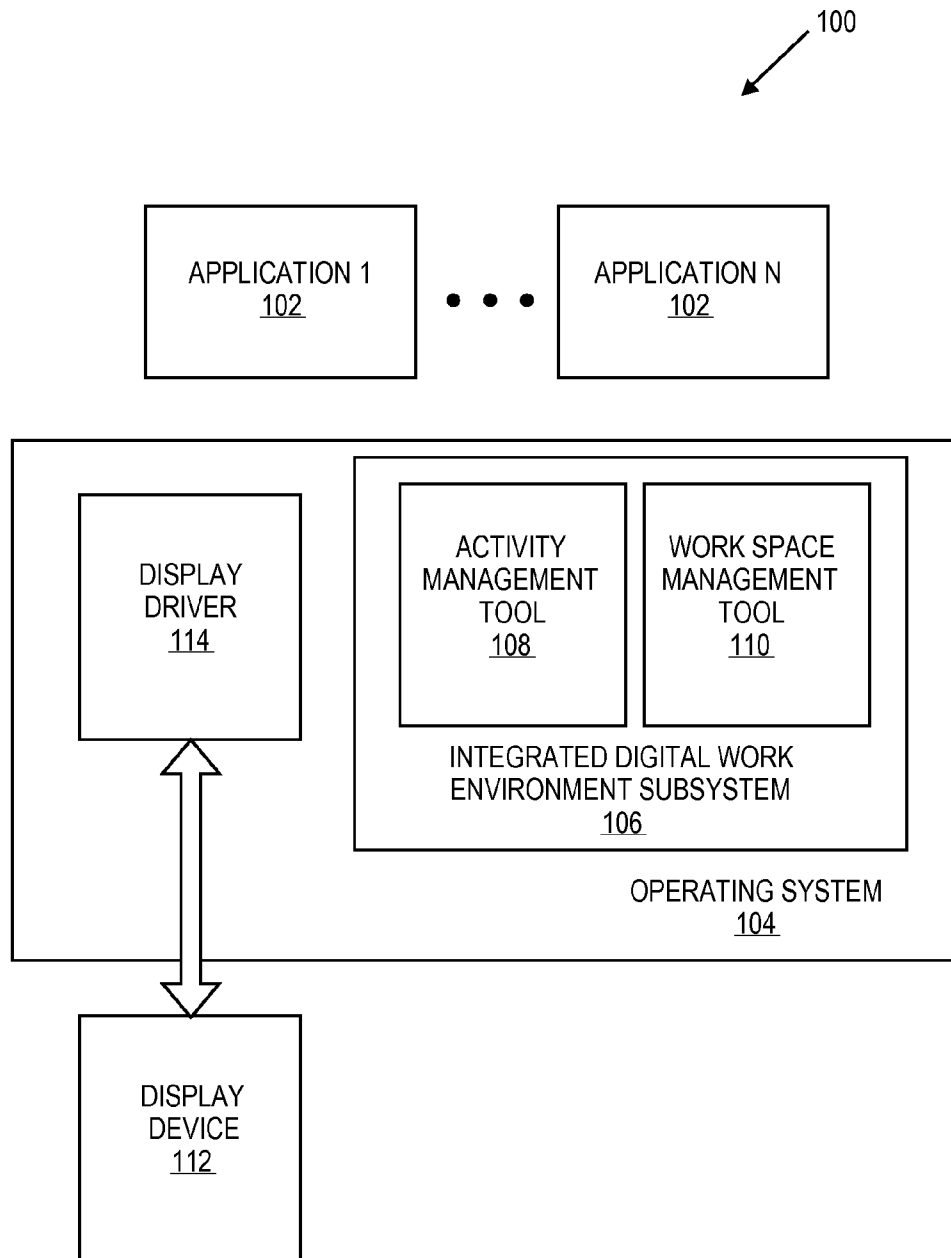 100
APPLICATION 1
102
APPLICATION N
102
DISPLAY
DRIVER
114
ACTIVITY
MANAGEMENT
TOOL
108
WORK SPACE
MANAGEMENT
TOOL
110
INTEGRATED DIGITAL WORK
ENVIRONMENT SUBSYSTEM
106
OPERATING SYSTEM
104
DISPLAY
DEVICE
112